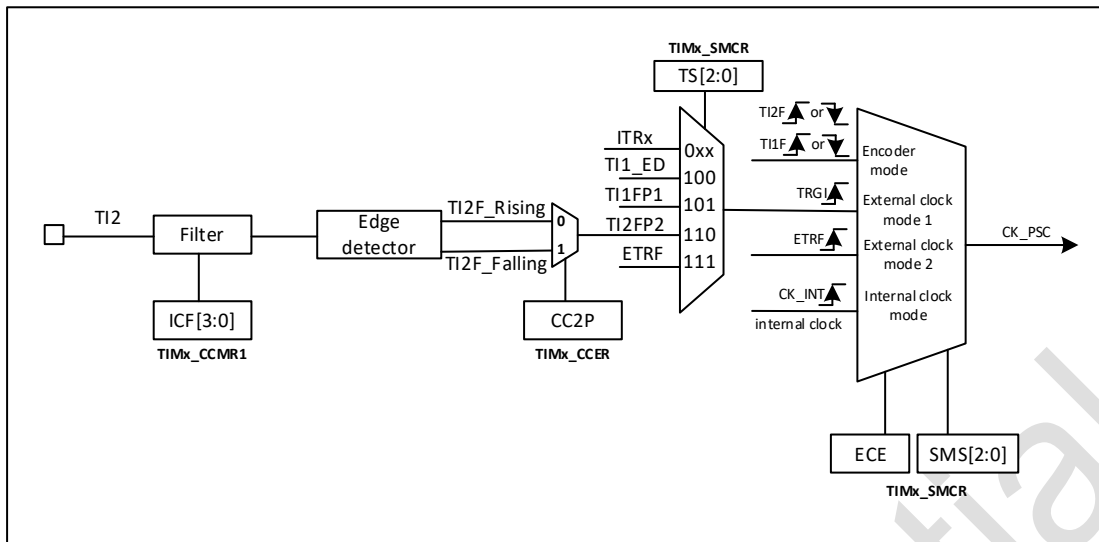 TIMx_SMCR
TS[2:0]
TI2F or
TI1F or
ITRx
0xx
Encoder
mode
TI1_ED
100
TI1FP1
101
TRGI
External clock
mode 1
TI2
Filter
Edge
detector
TI2F_Rising
0
TI2FP2
110
ETRF
External clock
mode 2
CK_PSC
1
TI2F_Falling
ETRF
111
CK_INT
Internal clock
mode
internal clock
ICF[3:0]
TIMx_CCMR1
CC2P
TIMx_CCER
ECE
SMS[2:0]
TIMx_SMCR